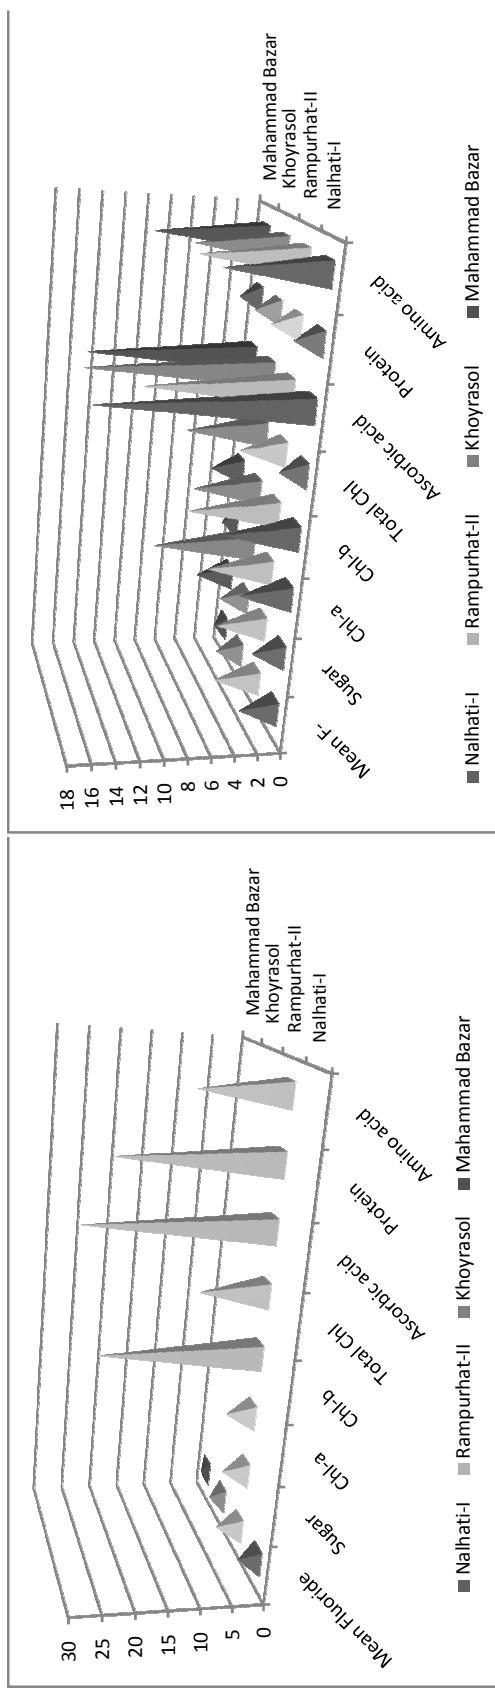 30
25
20
15
10
5
0
Mean Fluoride
Sugar
Chl-a
Chl-b
Total Chl
Ascorbic acid
Protein
Amino acid
Mahammad Bazar
Khoyrasol
Rampurhat-II
Nalhati-I
Nalhati-I Rampurhat-II Khoyrasol Mahammad Bazar
18
16
14
12
10
8
6
4
2
0
Mean F-
Sugar
Chl-a
Chl-b
Total Chl
Ascorbic acid
Protein
Amino acid
Mahammad Bazar
Khoyrasol
Rampurhat-II
Nalhati-I
Nalhati-I Rampurhat-II Khoyrasol Mahammad Bazar